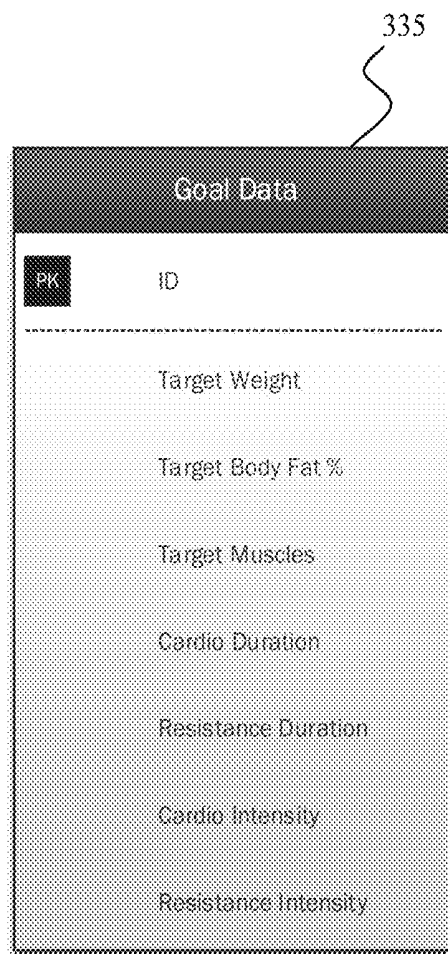 335
Goal Data
PK ID
Target Weight
Target Body Fat %
Target Muscles
Cardio Duration
Resistance Duration
Cardio Intensity
Resistance Intensity